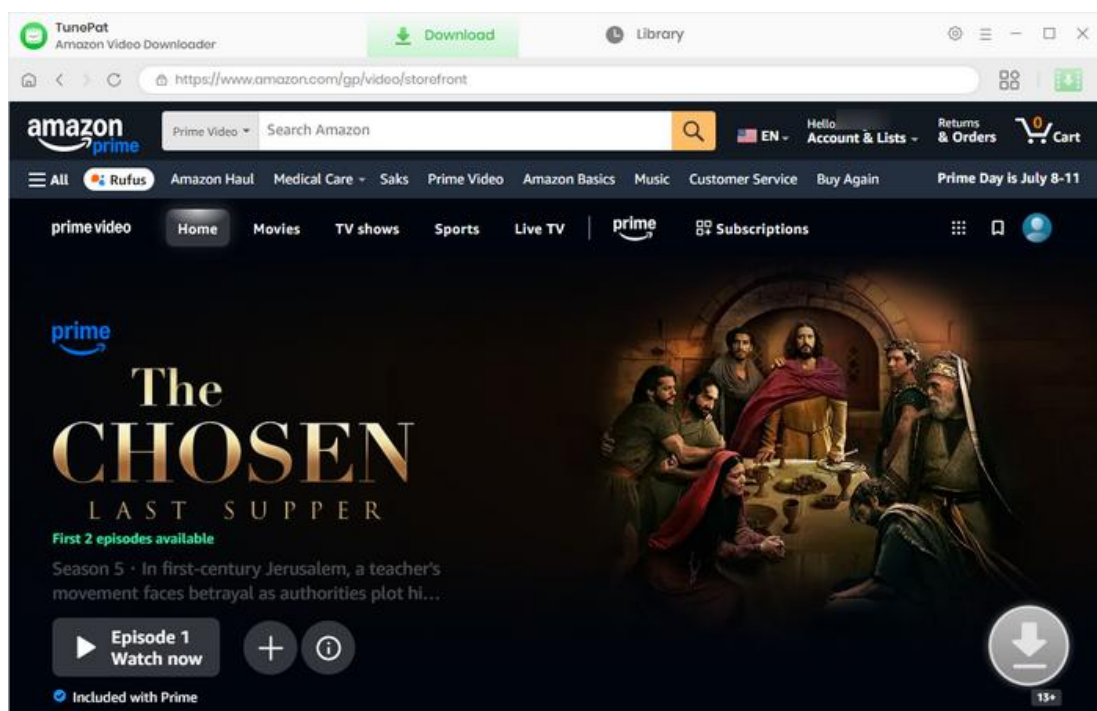 TunePat
Amazon Video Downloader
Download
Library
https://www.amazon.com/gp/video/storefront
amazon prime
Prime Video
Search Amazon
EN
Hello
Account & Lists
Returns
& Orders
0
Cart
All
Rufus
Amazon Haul
Medical Care
Saks
Prime Video
Amazon Basics
Music
Customer Service
Buy Again
Prime Day is July 8-11
prime video
Home
Movies
TV shows
Sports
Live TV
prime
Subscriptions
prime
The
CHOSEN
LAST SUPPER
First 2 episodes available
Season 5 · In first-century Jerusalem, a teacher's
movement faces betrayal as authorities plot hi...
Episode 1
Watch now
Included with Prime
13+